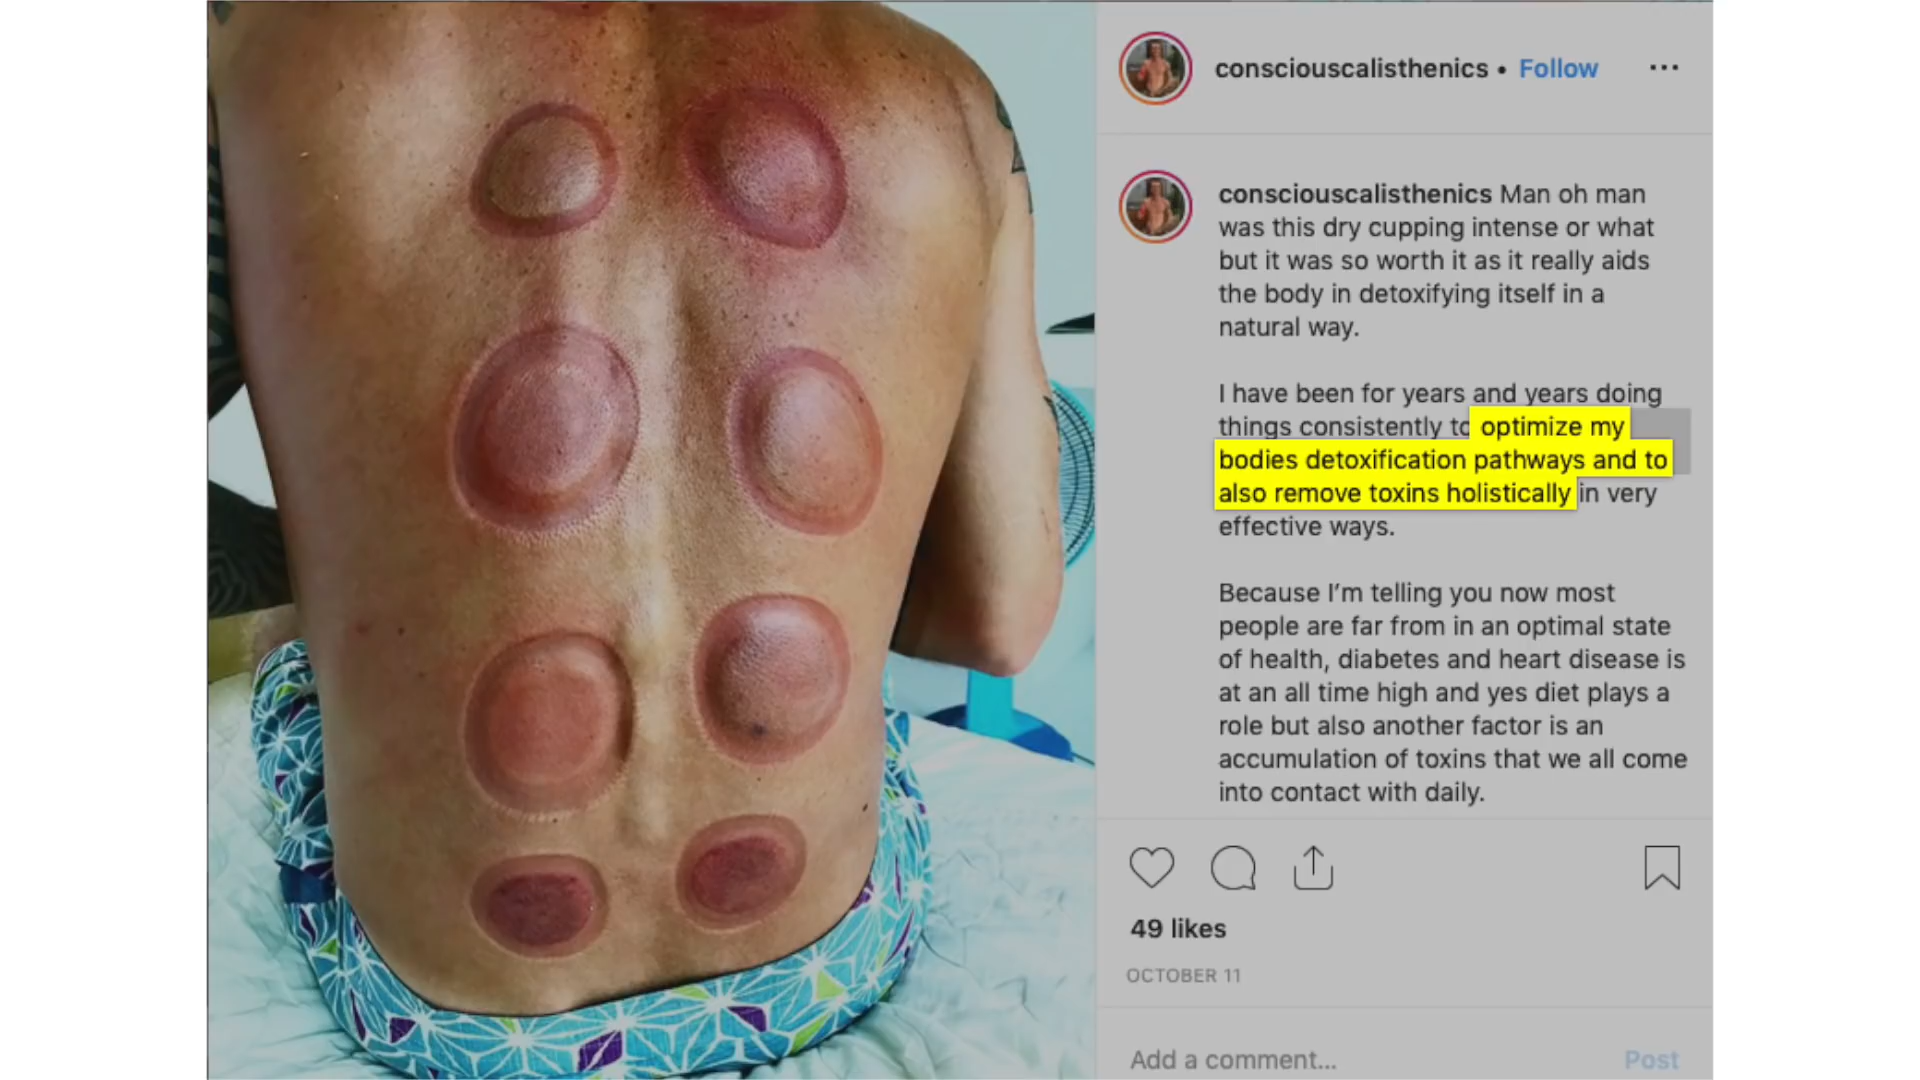 consciouscalisthenics • Follow
consciouscalisthenics Man oh man
was this dry cupping intense or what
but it was so worth it as it really aids
the body in detoxifying itself in a
natural way.
I have been for years and years doing
things consistently to optimize my
bodies detoxification pathways and to
also remove toxins holistically in very
effective ways.
Because I’m telling you now most
people are far from in an optimal state
of health, diabetes and heart disease is
at an all time high and yes diet plays a
role but also another factor is an
accumulation of toxins that we all come
into contact with daily.
49 likes
OCTOBER 11
Add a comment... Post